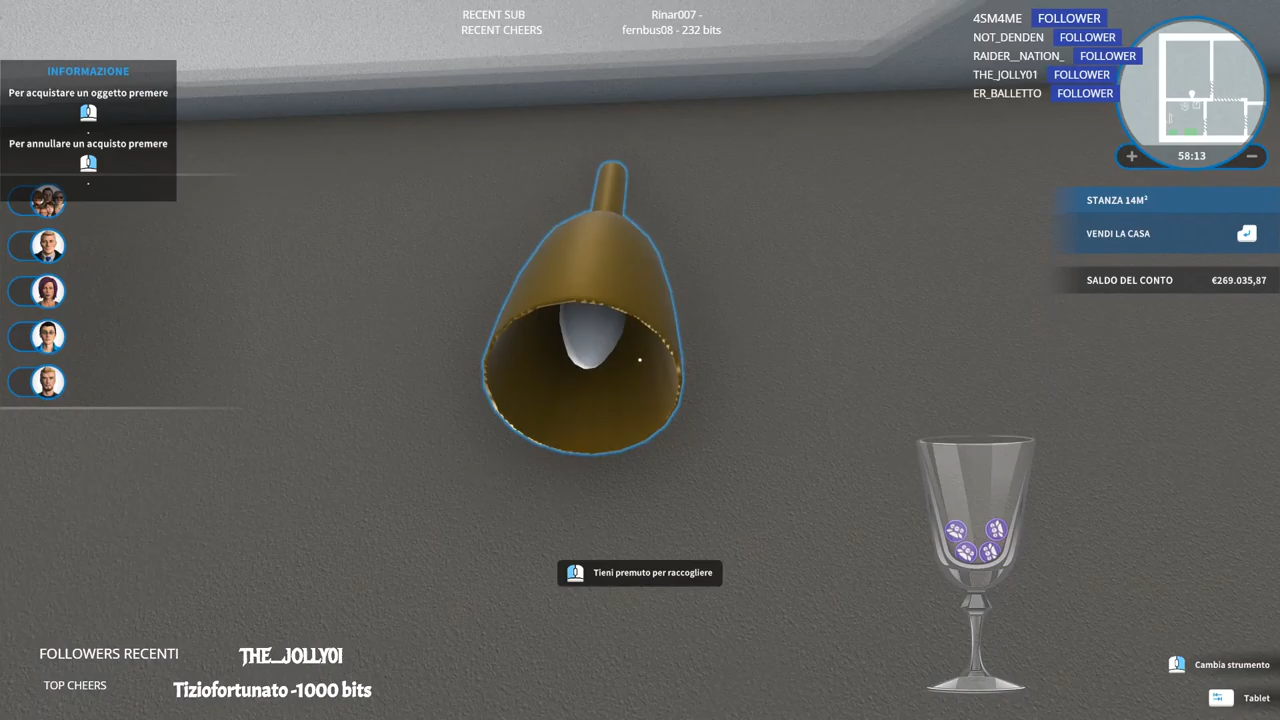 RECENT SUB
Rinar007 -
RECENT CHEERS
fernbus08 - 232 bits
4SM4ME FOLLOWER
NOT_DENDEN FOLLOWER
RAIDER__NATION_ FOLLOWER
THE_JOLLY01 FOLLOWER
ER_BALLETTO FOLLOWER
INFORMAZIONE
Per acquistare un oggetto premere
.
Per annullare un acquisto premere
.
58:13
STANZA 14M²
VENDI LA CASA
SALDO DEL CONTO €269.035,87
Tieni premuto per raccogliere
FOLLOWERS RECENTI THE_JOLLY01
TOP CHEERS Tiziofortunato -1000 bits
Cambia strumento
Tablet